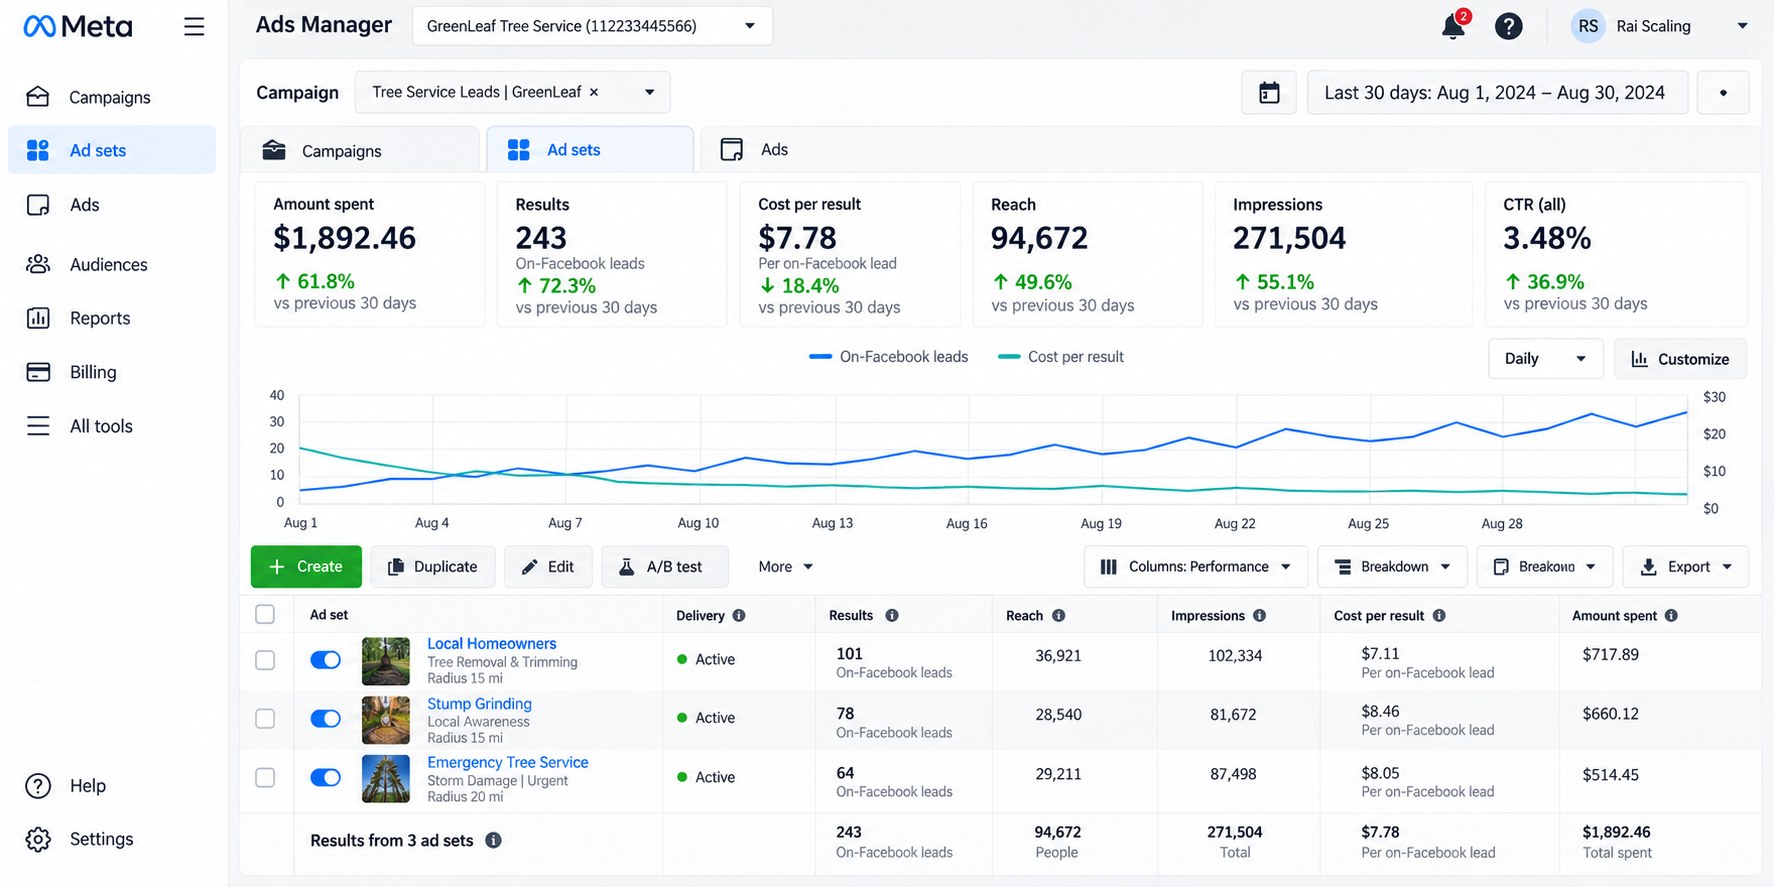 Meta
Ads Manager
GreenLeaf Tree Service (112233445566)
2
RS
Rai Scaling
Campaigns
Ad sets
Ads
Audiences
Reports
Billing
All tools
Help
Settings
Campaign
Tree Service Leads | GreenLeaf ×
Last 30 days: Aug 1, 2024 – Aug 30, 2024
Campaigns
Ad sets
Ads
Amount spent
$1,892.46
↑ 61.8%
vs previous 30 days
Results
243
On-Facebook leads
↑ 72.3%
vs previous 30 days
Cost per result
$7.78
Per on-Facebook lead
↓ 18.4%
vs previous 30 days
Reach
94,672
↑ 49.6%
vs previous 30 days
Impressions
271,504
↑ 55.1%
vs previous 30 days
CTR (all)
3.48%
↑ 36.9%
vs previous 30 days
On-Facebook leads
Cost per result
Daily
Customize
40
30
20
10
0
$30
$20
$10
$0
Aug 1
Aug 4
Aug 7
Aug 10
Aug 13
Aug 16
Aug 19
Aug 22
Aug 25
Aug 28
+ Create
Duplicate
Edit
A/B test
More
Columns: Performance
Breakdown
BreakoWn
Export
Ad set
Delivery
Results
Reach
Impressions
Cost per result
Amount spent
Local Homeowners
Tree Removal & Trimming
Radius 15 mi
Active
101
On-Facebook leads
36,921
102,334
$7.11
Per on-Facebook lead
$717.89
Stump Grinding
Local Awareness
Radius 15 mi
Active
78
On-Facebook leads
28,540
81,672
$8.46
Per on-Facebook lead
$660.12
Emergency Tree Service
Storm Damage | Urgent
Radius 20 mi
Active
64
On-Facebook leads
29,211
87,498
$8.05
Per on-Facebook lead
$514.45
Results from 3 ad sets
243
On-Facebook leads
94,672
People
271,504
Total
$7.78
Per on-Facebook lead
$1,892.46
Total spent